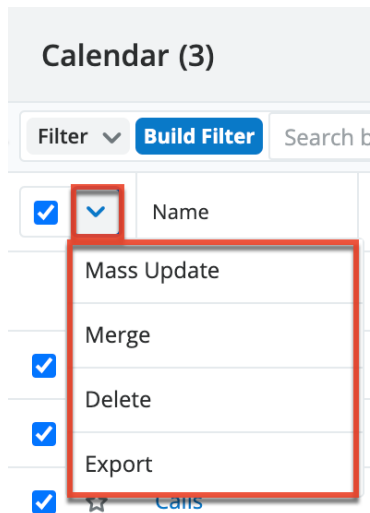 Calendar (3)
Filter Build Filter Search b
Name
Mass Update
Merge
Delete
Export
Calls